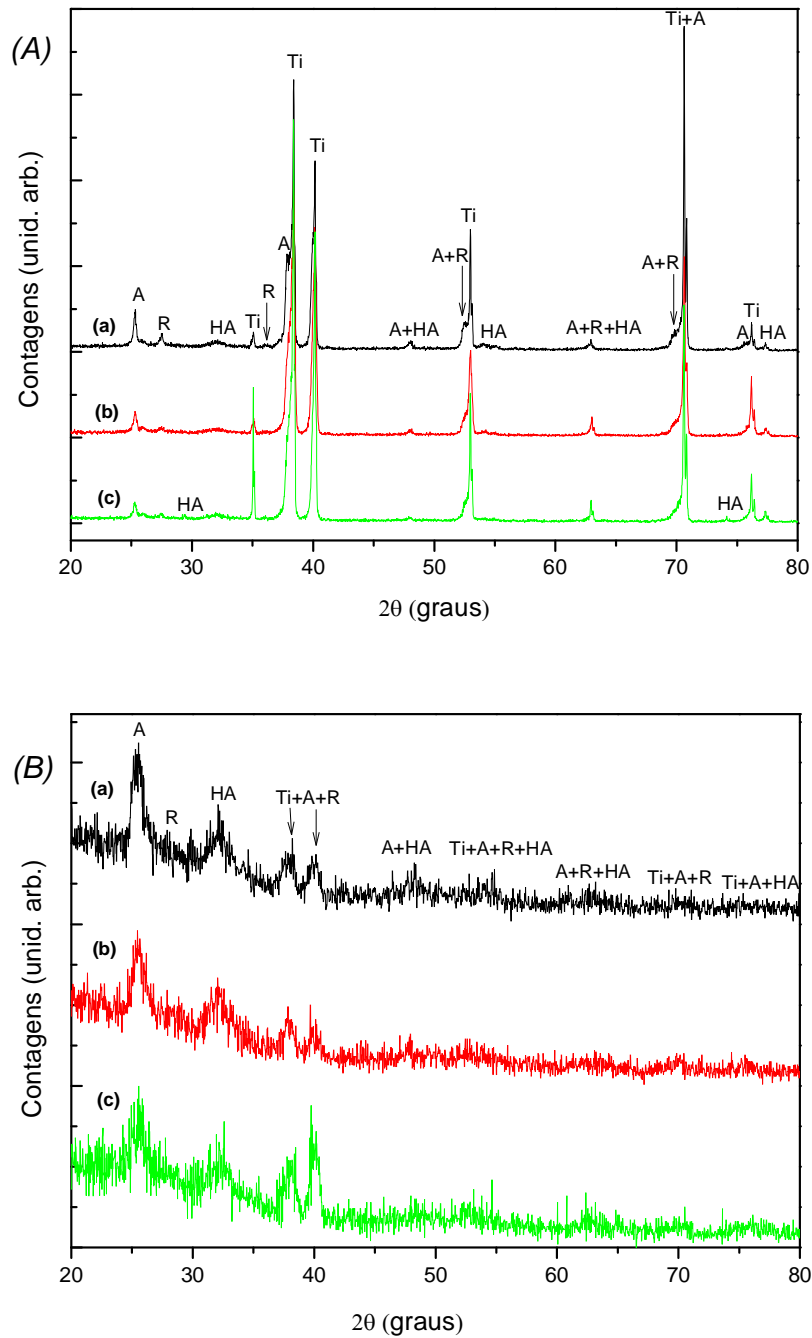 (A)
Contagens (unid. arb.)
Ti+A
Ti
Ti
Ti
A
A+R
A+R
A
R
R
HA
Ti
A+HA
HA
A+R+HA
Ti
A
HA
(a)
(b)
(c)
HA
HA
20 30 40 50 60 70 80
2θ (graus)
(B)
Contagens (unid. arb.)
A
(a)
R
HA
Ti+A+R
A+HA
Ti+A+R+HA
A+R+HA
Ti+A+R
Ti+A+HA
(b)
(c)
20 30 40 50 60 70 80
2θ (graus)